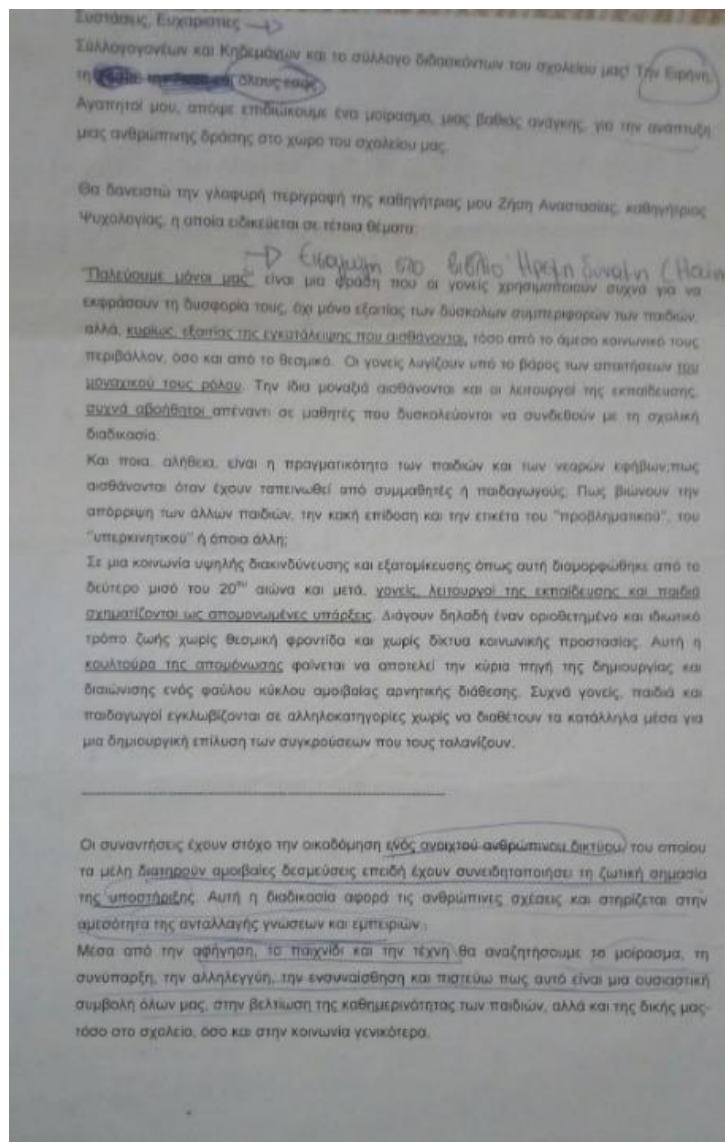 Συστάσεις, Ευχαριστίες
Σύλλογογονέων και Κηδεμόνων και το σύλλογο διδασκόντων του σχολείου μας! Την Ειρήνη,
τη όλους εσάς
Αγαπητοί μου, απόψε επιδιώκουμε ένα μοίρασμα, μιας βαθιάς ανάγκης, για την ανάπτυξη
μιας ανθρώπινης δράσης στο χώρο του σχολείου μας.
Θα δανειστώ την γλαφυρή περιγραφή της καθηγήτριας μου Ζήση Αναστασίας, καθηγήτριας
Ψυχολογίας, η οποία ειδικεύεται σε τέτοια θέματα:
Εισαγωγή στο βιβλίο Ήρεμη δύναμη (Haim
"Παλεύουμε μόνοι μας" είναι μια φράση που οι γονείς χρησιμοποιούν συχνά για να
εκφράσουν τη δυσφορία τους, όχι μόνο εξαιτίας των δύσκολων συμπεριφορών των παιδιών,
αλλά, κυρίως, εξαιτίας της εγκατάλειψης που αισθάνονται, τόσο από το άμεσο κοινωνικό τους
περιβάλλον, όσο και από το θεσμικό. Οι γονείς λυγίζουν υπό το βάρος των απαιτήσεων του
μοναχικού τους ρόλου. Την ίδια μοναξιά αισθάνονται και οι λειτουργοί της εκπαίδευσης,
συχνά αβοήθητοι απέναντι σε μαθητές που δυσκολεύονται να συνδεθούν με τη σχολική
διαδικασία.
Και ποια, αλήθεια, είναι η πραγματικότητα των παιδιών και των νεαρών εφήβων;πως
αισθάνονται όταν έχουν ταπεινωθεί από συμμαθητές ή παιδαγωγούς; Πως βιώνουν την
απόρριψη των άλλων παιδιών, την κακή επίδοση και την ετικέτα του "προβληματικού", του
"υπερκινητικού" ή όποια άλλη;
Σε μια κοινωνία υψηλής διακινδύνευσης και εξατομίκευσης όπως αυτή διαμορφώθηκε από το
δεύτερο μισό του 20ου αιώνα και μετά, γονείς, λειτουργοί της εκπαίδευσης και παιδιά
σχηματίζονται ως απομονωμένες υπάρξεις. Διάγουν δηλαδή έναν οριοθετημένο και ιδιωτικό
τρόπο ζωής χωρίς θεσμική φροντίδα και χωρίς δίκτυα κοινωνικής προστασίας. Αυτή η
κουλτούρα της απομόνωσης φαίνεται να αποτελεί την κύρια πηγή της δημιουργίας και
διαιώνισης ενός φαύλου κύκλου αμοιβαίας αρνητικής διάθεσης. Συχνά γονείς, παιδιά και
παιδαγωγοί εγκλωβίζονται σε αλληλοκατηγορίες χωρίς να διαθέτουν τα κατάλληλα μέσα για
μια δημιουργική επίλυση των συγκρούσεων που τους ταλανίζουν.
Οι συναντήσεις έχουν στόχο την οικοδόμηση ενός ανοιχτού ανθρώπινου δικτύου, του οποίου
τα μέλη διατηρούν αμοιβαίες δεσμεύσεις επειδή έχουν συνειδητοποιήσει τη ζωτική σημασία
της υποστήριξης. Αυτή η διαδικασία αφορά τις ανθρώπινες σχέσεις και στηρίζεται στην
αμεσότητα της ανταλλαγής γνώσεων και εμπειριών.
Μέσα από την αφήγηση, το παιχνίδι και την τέχνη θα αναζητήσουμε το μοίρασμα, τη
συνύπαρξη, την αλληλεγγύη, την ενσυναίσθηση και πιστεύω πως αυτό είναι μια ουσιαστική
συμβολή όλων μας, στην βελτίωση της καθημερινότητας των παιδιών, αλλά και της δικής μας-
τόσο στο σχολείο, όσο και στην κοινωνία γενικότερα.